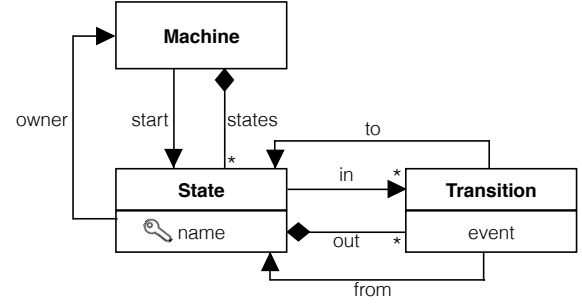 Machine
owner
start
states
*
to
State
in
*
Transition
name
out
*
event
from